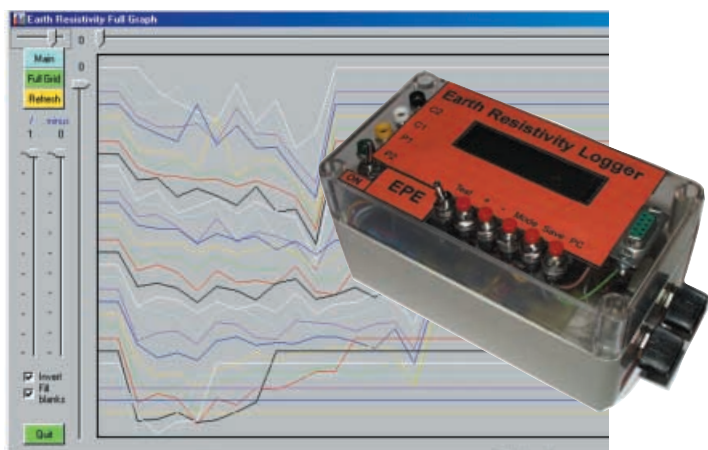 Earth Resistivity Full Graph
0
0
Main
Full Grid
Refresh
/ minus
1 0
Invert
Fill
blanks
Quit
Earth Resistivity Logger
C2
C1
P1
P2
ON
EPE
Test + - Mode Save PC